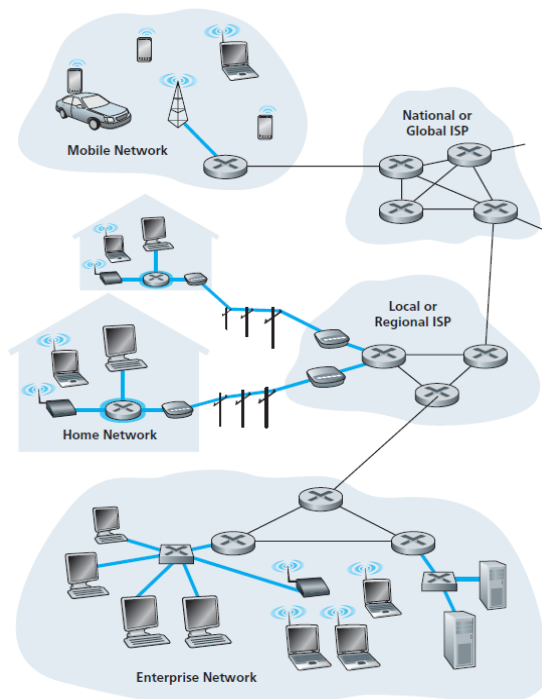 National or
Global ISP
Mobile Network
Local or
Regional ISP
Home Network
Enterprise Network